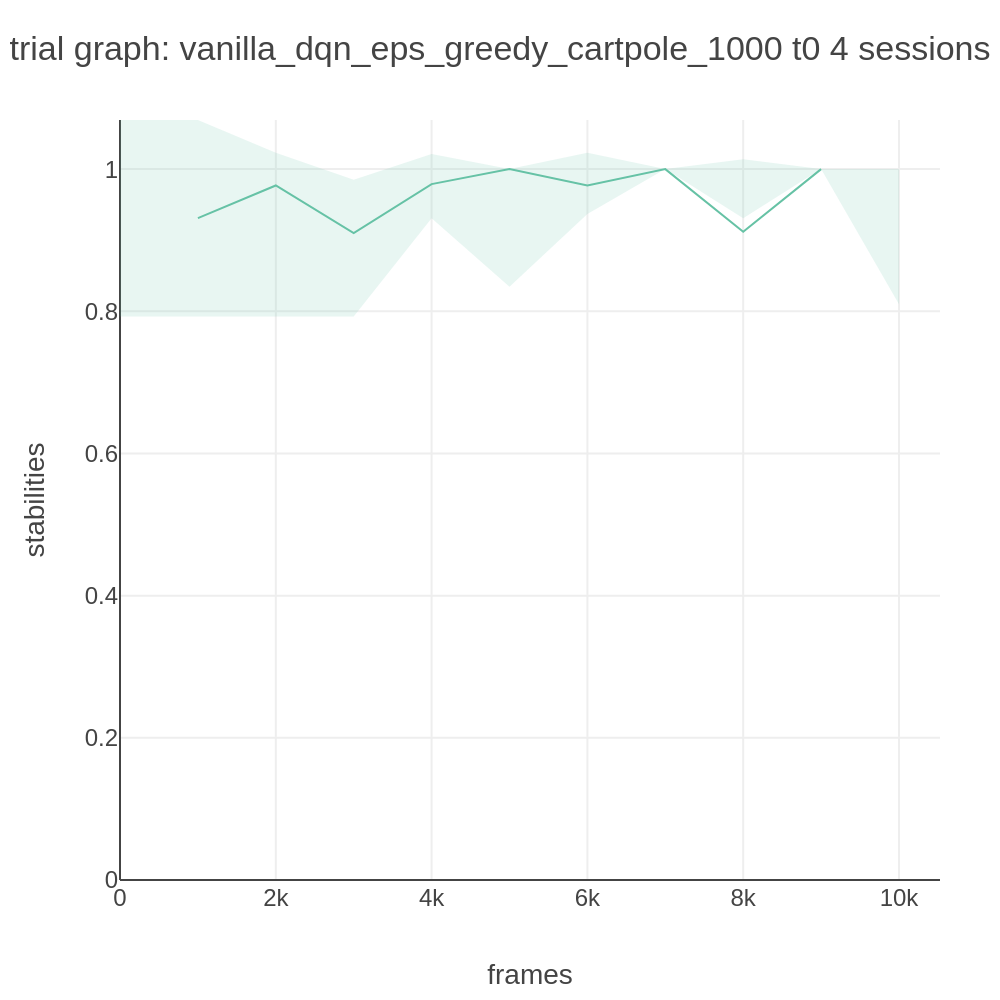 trial graph: vanilla_dqn_eps_greedy_cartpole_1000 t0 4 sessions
1
0.8
0.6
0.4
0.2
0
stabilities
0
2k
4k
6k
8k
10k
frames